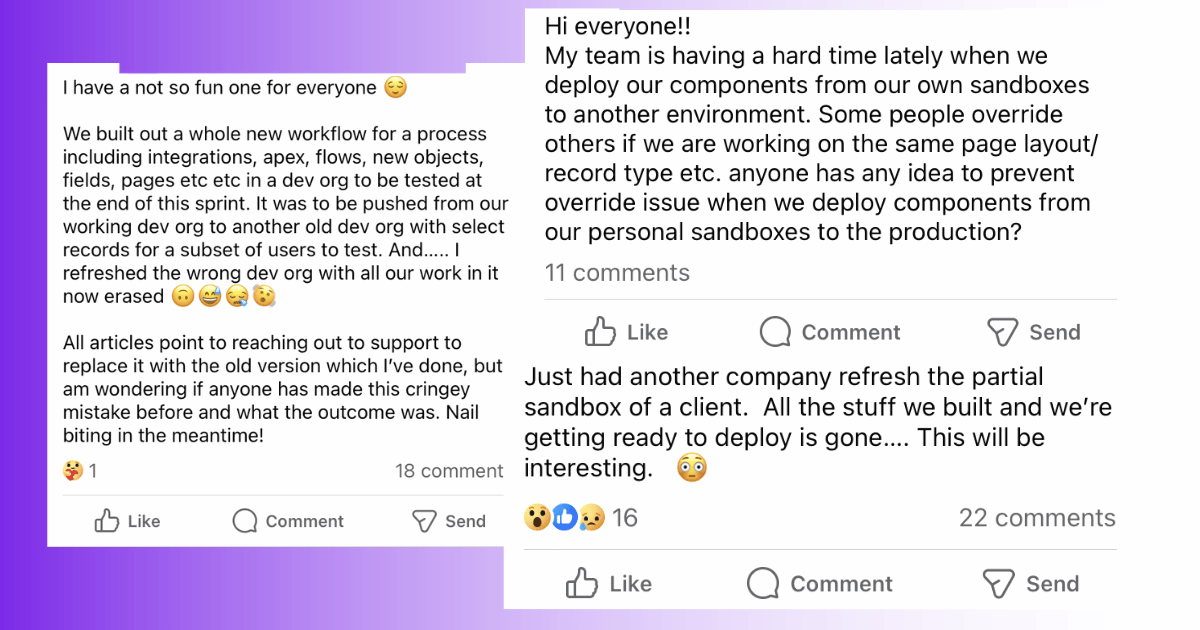 I have a not so fun one for everyone 😌
We built out a whole new workflow for a process
including integrations, apex, flows, new objects,
fields, pages etc etc in a dev org to be tested at
the end of this sprint. It was to be pushed from our
working dev org to another old dev org with select
records for a subset of users to test. And..... I
refreshed the wrong dev org with all our work in it
now erased 🙃 😅 😪 🫠
All articles point to reaching out to support to
replace it with the old version which I've done, but
am wondering if anyone has made this cringey
mistake before and what the outcome was. Nail
biting in the meantime!
1
18 comment
Like
Comment
Send
Hi everyone!!
My team is having a hard time lately when we
deploy our components from our own sandboxes
to another environment. Some people override
others if we are working on the same page layout/
record type etc. anyone has any idea to prevent
override issue when we deploy components from
our personal sandboxes to the production?
11 comments
Like
Comment
Send
Just had another company refresh the partial
sandbox of a client.  All the stuff we built and we're
getting ready to deploy is gone.... This will be
interesting. 😳
16
22 comments
Like
Comment
Send